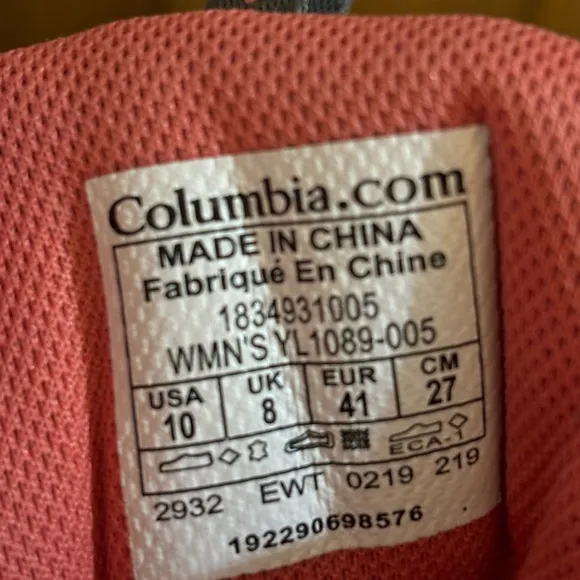 Columbia.com
MADE IN CHINA
Fabriqué En Chine
1834931005
WMN'S YL1089-005
USA UK EUR CM
10 8 41 27
ECA-1
2932 EWT 0219 219
192290698576